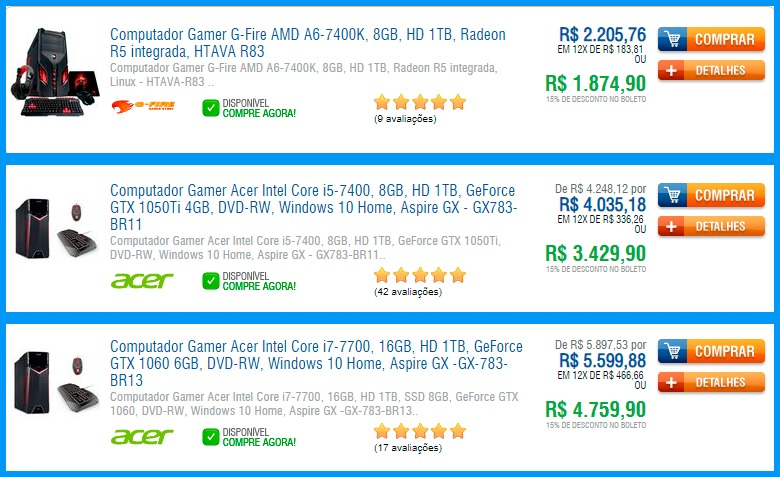 Computador Gamer G-Fire AMD A6-7400K, 8GB, HD 1TB, Radeon
R5 integrada, HTAVA R83
Computador Gamer G-Fire AMD A6-7400K, 8GB, HD 1TB, Radeon R5 integrada,
Linux - HTAVA-R83 ..
G-FIRE
DISPONÍVEL
COMPRE AGORA!
(9 avaliações)
R$ 2.205,76
EM 12X DE R$ 183,81
OU
R$ 1.874,90
15% DE DESCONTO NO BOLETO
COMPRAR
DETALHES
Computador Gamer Acer Intel Core i5-7400, 8GB, HD 1TB, GeForce
GTX 1050Ti 4GB, DVD-RW, Windows 10 Home, Aspire GX - GX783-
BR11
Computador Gamer Acer Intel Core i5-7400, 8GB, HD 1TB, GeForce GTX 1050Ti,
DVD-RW, Windows 10 Home, Aspire GX - GX783-BR11..
acer
DISPONÍVEL
COMPRE AGORA!
(42 avaliações)
De R$ 4.248,12 por
R$ 4.035,18
EM 12X DE R$ 336,26
OU
R$ 3.429,90
15% DE DESCONTO NO BOLETO
COMPRAR
DETALHES
Computador Gamer Acer Intel Core i7-7700, 16GB, HD 1TB, GeForce
GTX 1060 6GB, DVD-RW, Windows 10 Home, Aspire GX -GX-783-
BR13
Computador Gamer Acer Intel Core i7-7700, 16GB, HD 1TB, SSD 8GB, GeForce GTX
1060, DVD-RW, Windows 10 Home, Aspire GX -GX-783-BR13..
acer
DISPONÍVEL
COMPRE AGORA!
(17 avaliações)
De R$ 5.897,53 por
R$ 5.599,88
EM 12X DE R$ 466,66
OU
R$ 4.759,90
15% DE DESCONTO NO BOLETO
COMPRAR
DETALHES